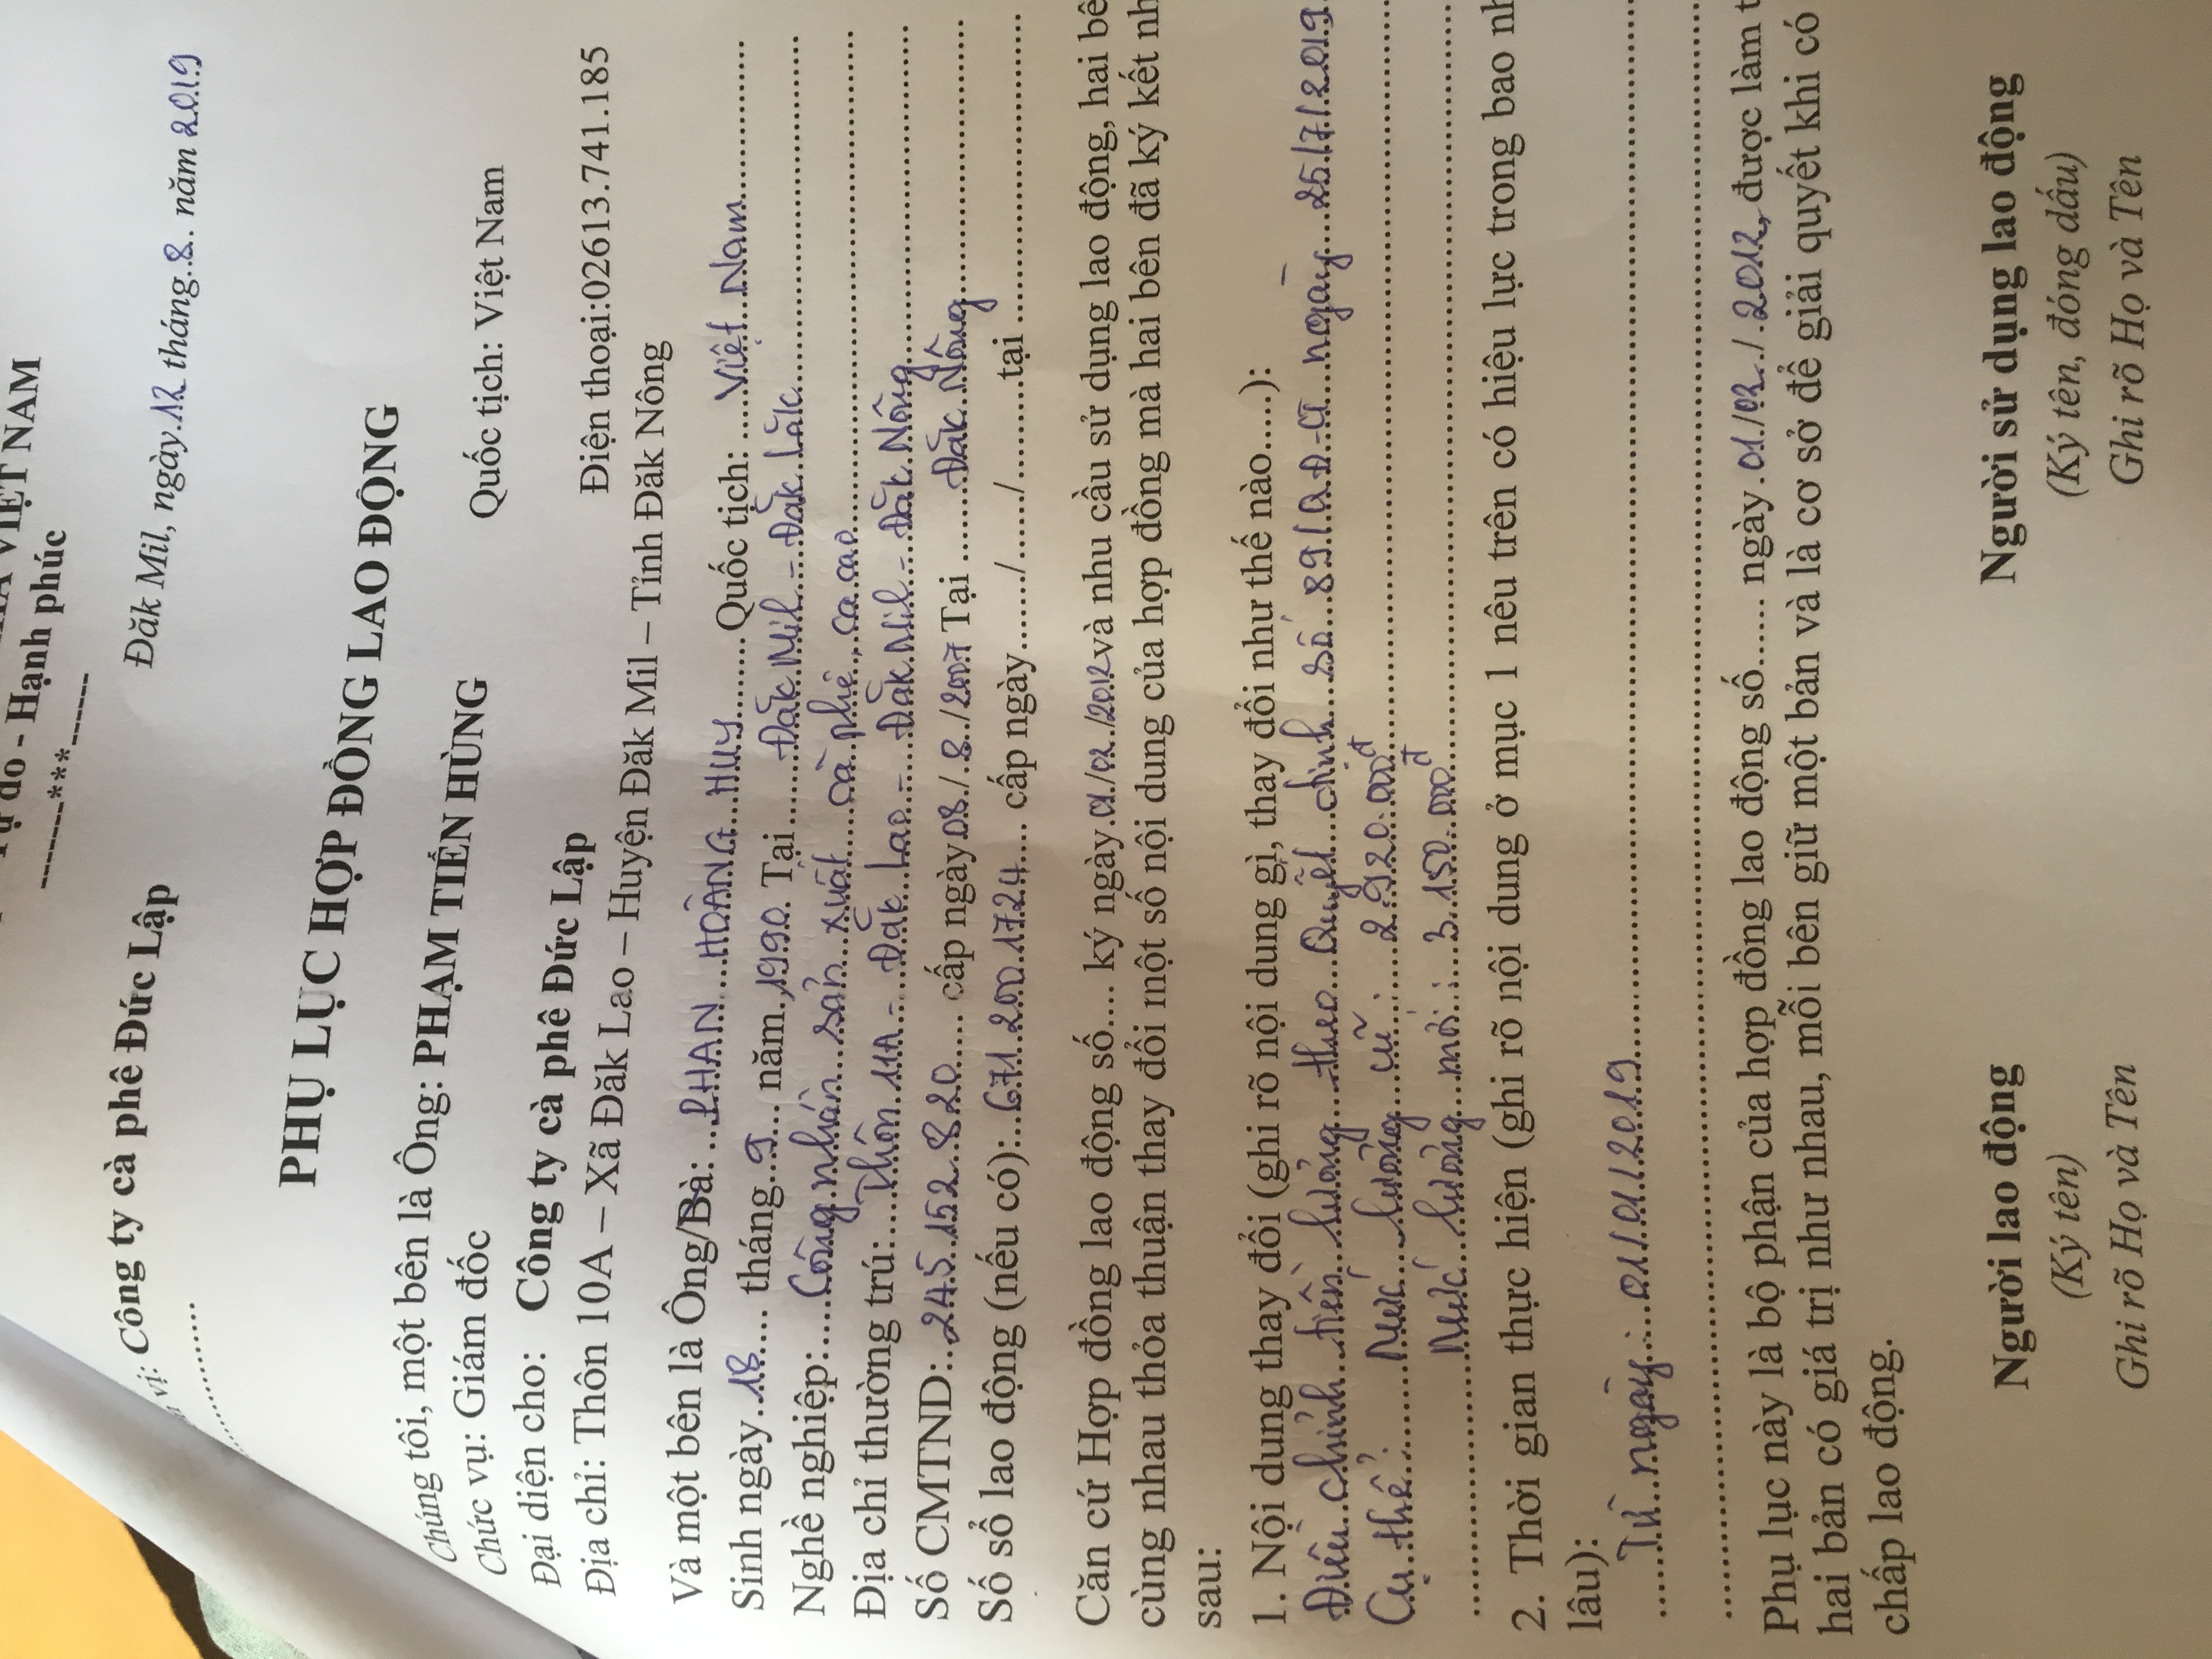 VIỆT NAM
Tự do - Hạnh phúc
-------***------
vị: Công ty cà phê Đức Lập
Đăk Mil, ngày 12 tháng 8 năm 2019
PHỤ LỤC HỢP ĐỒNG LAO ĐỘNG
Chúng tôi, một bên là Ông: PHẠM TIẾN HÙNG Quốc tịch: Việt Nam
Chức vụ: Giám đốc
Đại diện cho: Công ty cà phê Đức Lập Điện thoại:02613.741.185
Địa chỉ: Thôn 10A – Xã Đăk Lao – Huyện Đăk Mil – Tỉnh Đăk Nông
Và một bên là Ông/Bà: PHAN HOÀNG HUY Quốc tịch: Việt Nam
Sinh ngày 18 tháng 9 năm 1990 Tại Đăk Mil - Đăk Lăk
Nghề nghiệp: Công nhân sản xuất cà phê, ca cao
Địa chỉ thường trú: Thôn 11A - Đăk Lao - Đăk Mil - Đăk Nông
Số CMTND: 245 152 820 cấp ngày 08/8/2007 Tại Đăk Nông
Số sổ lao động (nếu có): 671 200 1724 cấp ngày......./....../.........tại
Căn cứ Hợp đồng lao động số.... ký ngày 01/02/2012 và nhu cầu sử dụng lao động, hai bê
cùng nhau thỏa thuận thay đổi một số nội dung của hợp đồng mà hai bên đã ký kết nh
sau:
1. Nội dung thay đổi (ghi rõ nội dung gì, thay đổi như thế nào.....):
Điều chỉnh tiền lương theo Quyết định số 89/QĐ-CT ngày 25/7/2019
Cụ thể: Mức lương cũ: 2.920.000đ
Mức lương mới: 3.150.000đ
2. Thời gian thực hiện (ghi rõ nội dung ở mục 1 nêu trên có hiệu lực trong bao nh
lâu):
Từ ngày: 01/01/2019
Phụ lục này là bộ phận của hợp đồng lao động số...... ngày 01/02/2012, được làm t
hai bản có giá trị như nhau, mỗi bên giữ một bản và là cơ sở để giải quyết khi có
chấp lao động.
Người lao động Người sử dụng lao động
(Ký tên) (Ký tên, đóng dấu)
Ghi rõ Họ và Tên Ghi rõ Họ và Tên